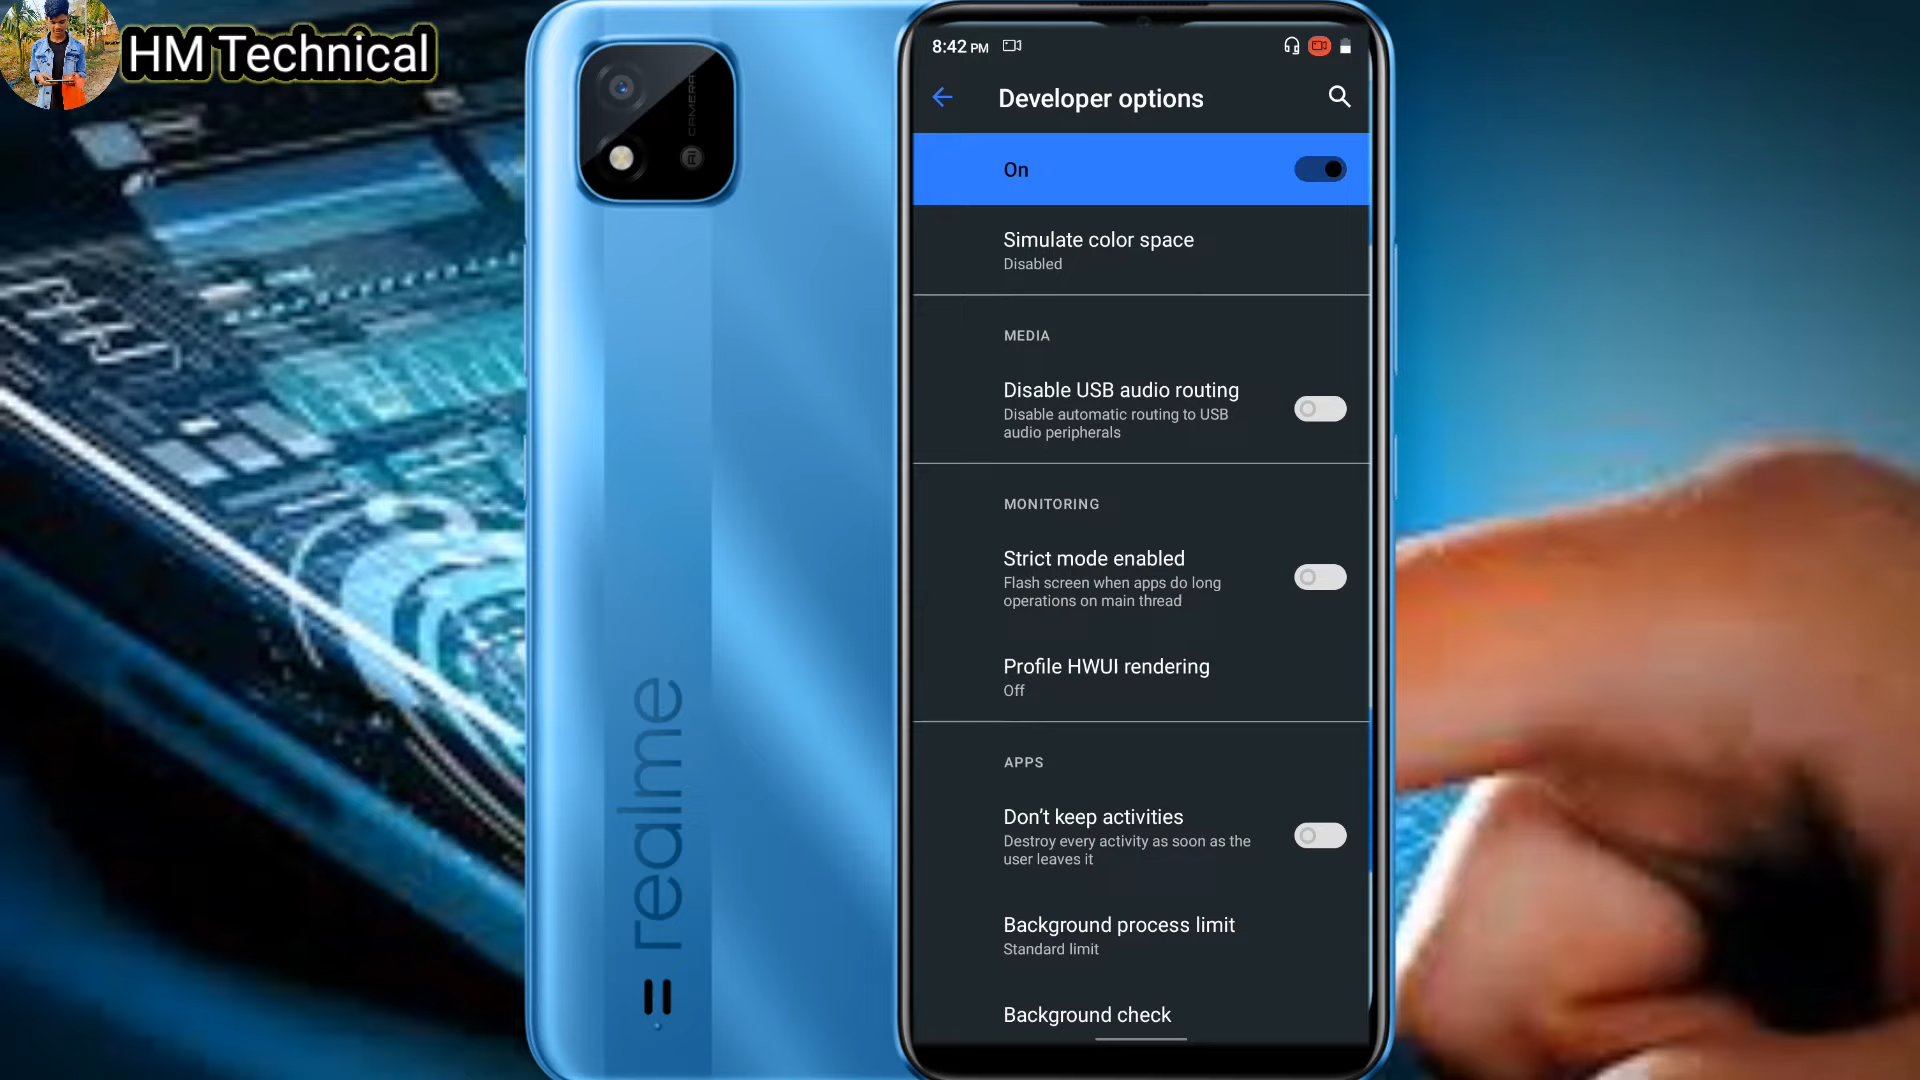 HM Technical
AI CAMERA
realme
8:42 PM
Developer options
On
Simulate color space
Disabled
MEDIA
Disable USB audio routing
Disable automatic routing to USB
audio peripherals
MONITORING
Strict mode enabled
Flash screen when apps do long
operations on main thread
Profile HWUI rendering
Off
APPS
Don’t keep activities
Destroy every activity as soon as the
user leaves it
Background process limit
Standard limit
Background check